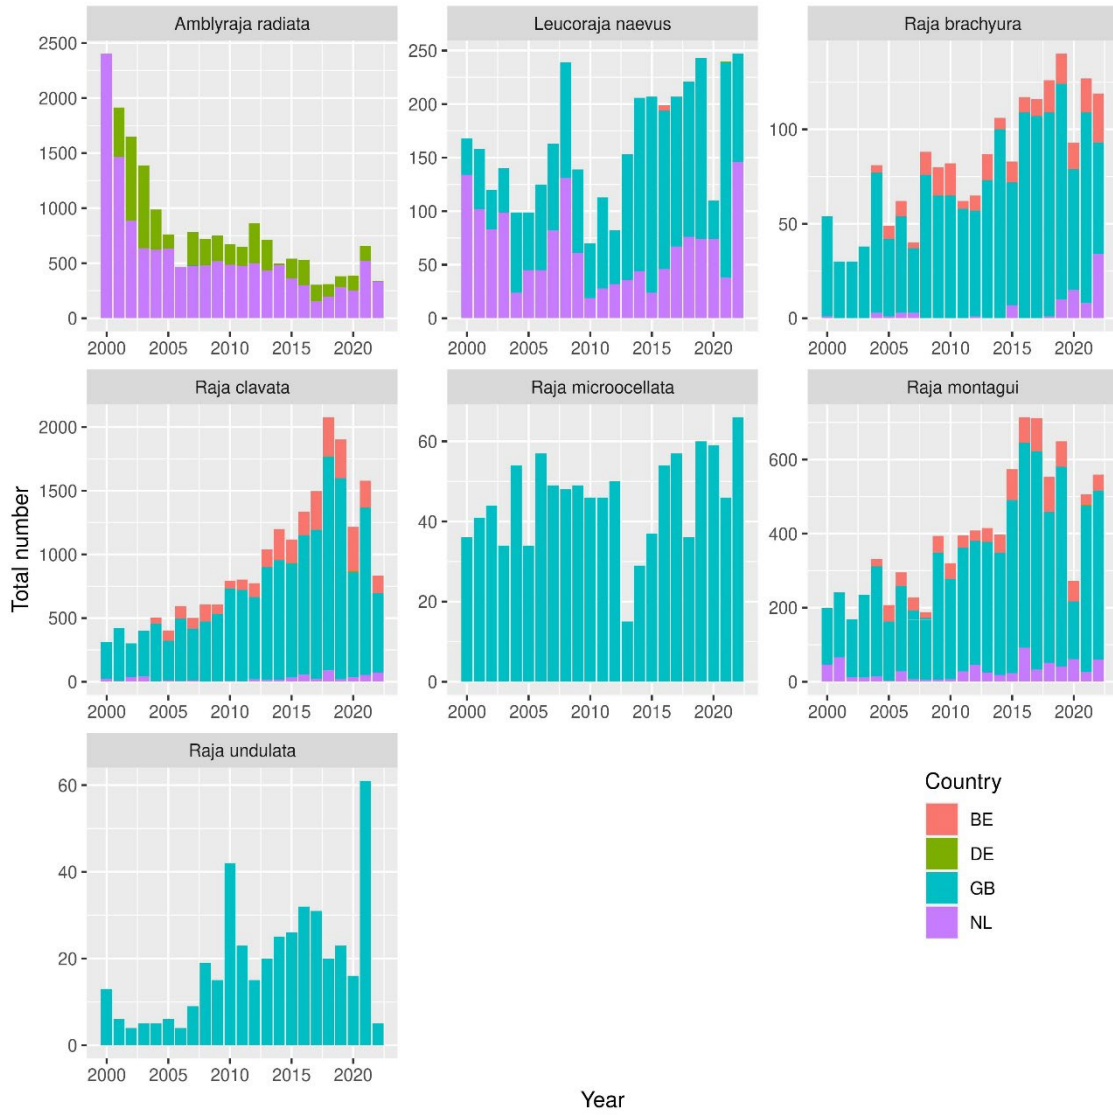 Amblyraja radiata
Leucoraja naevus
Raja brachyura
2500
2000
1500
1000
500
0
250
200
150
100
50
0
100
50
0
2000 2005 2010 2015 2020
2000 2005 2010 2015 2020
2000 2005 2010 2015 2020
Raja clavata
Raja microocellata
Raja montagui
2000
1500
1000
500
0
60
40
20
0
600
400
200
0
2000 2005 2010 2015 2020
2000 2005 2010 2015 2020
2000 2005 2010 2015 2020
Total number
Raja undulata
60
40
20
0
2000 2005 2010 2015 2020
Country
BE
DE
GB
NL
Year